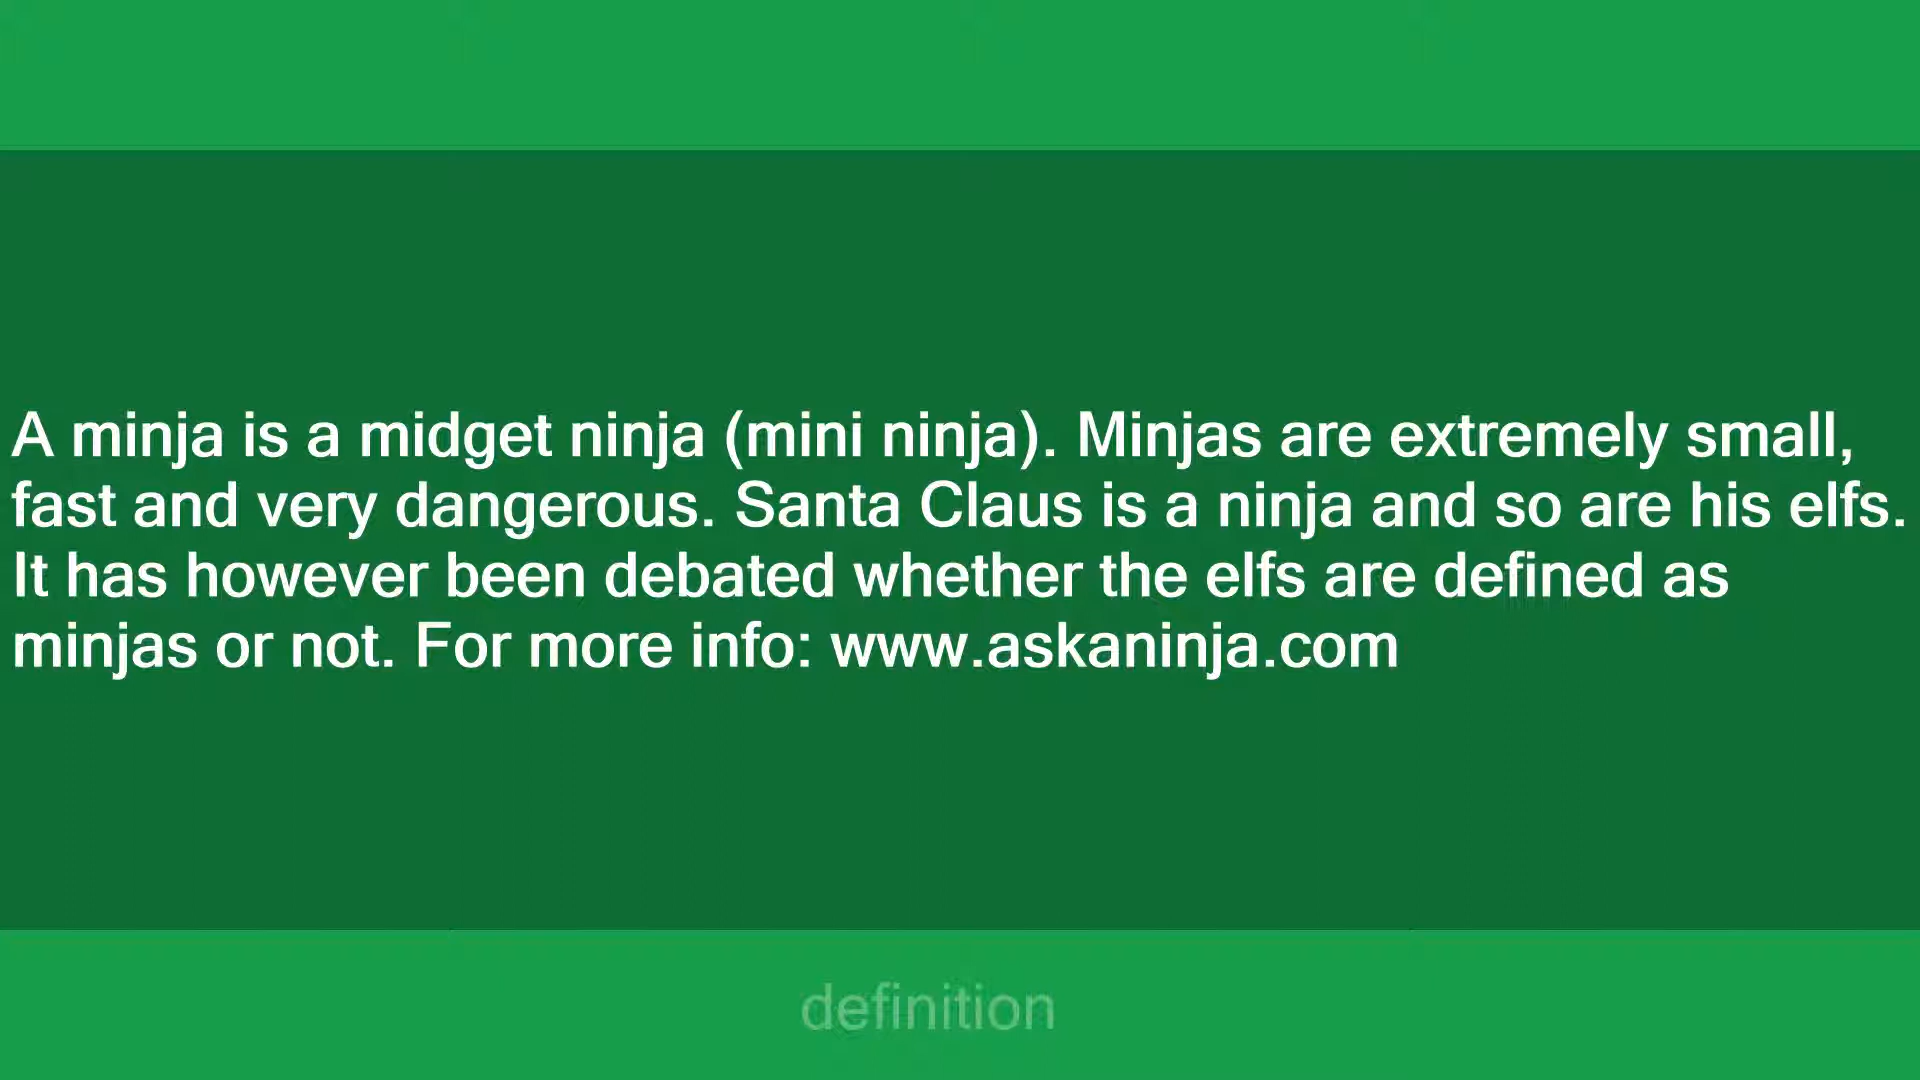 A minja is a midget ninja (mini ninja). Minjas are extremely small,
fast and very dangerous. Santa Claus is a ninja and so are his elfs.
It has however been debated whether the elfs are defined as
minjas or not. For more info: www.askaninja.com
definition